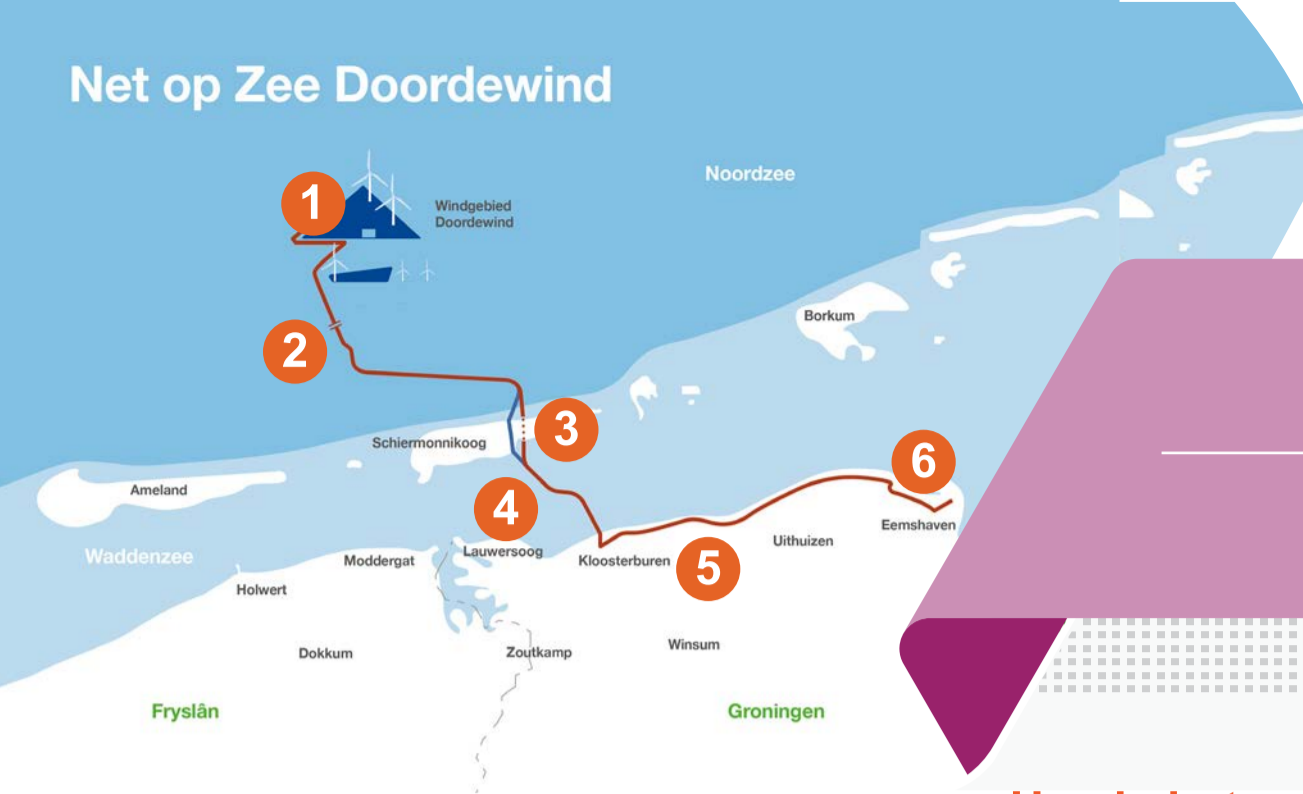 Net op Zee Doordewind
Noordzee
1
Windgebied
Doordewind
Borkum
2
3
Schiermonnikoog
6
Ameland
4
Eemshaven
Uithuizen
Waddenzee
Moddergat
Lauwersoog
Kloosterburen
5
Holwert
Dokkum
Zoutkamp
Winsum
Fryslân
Groningen